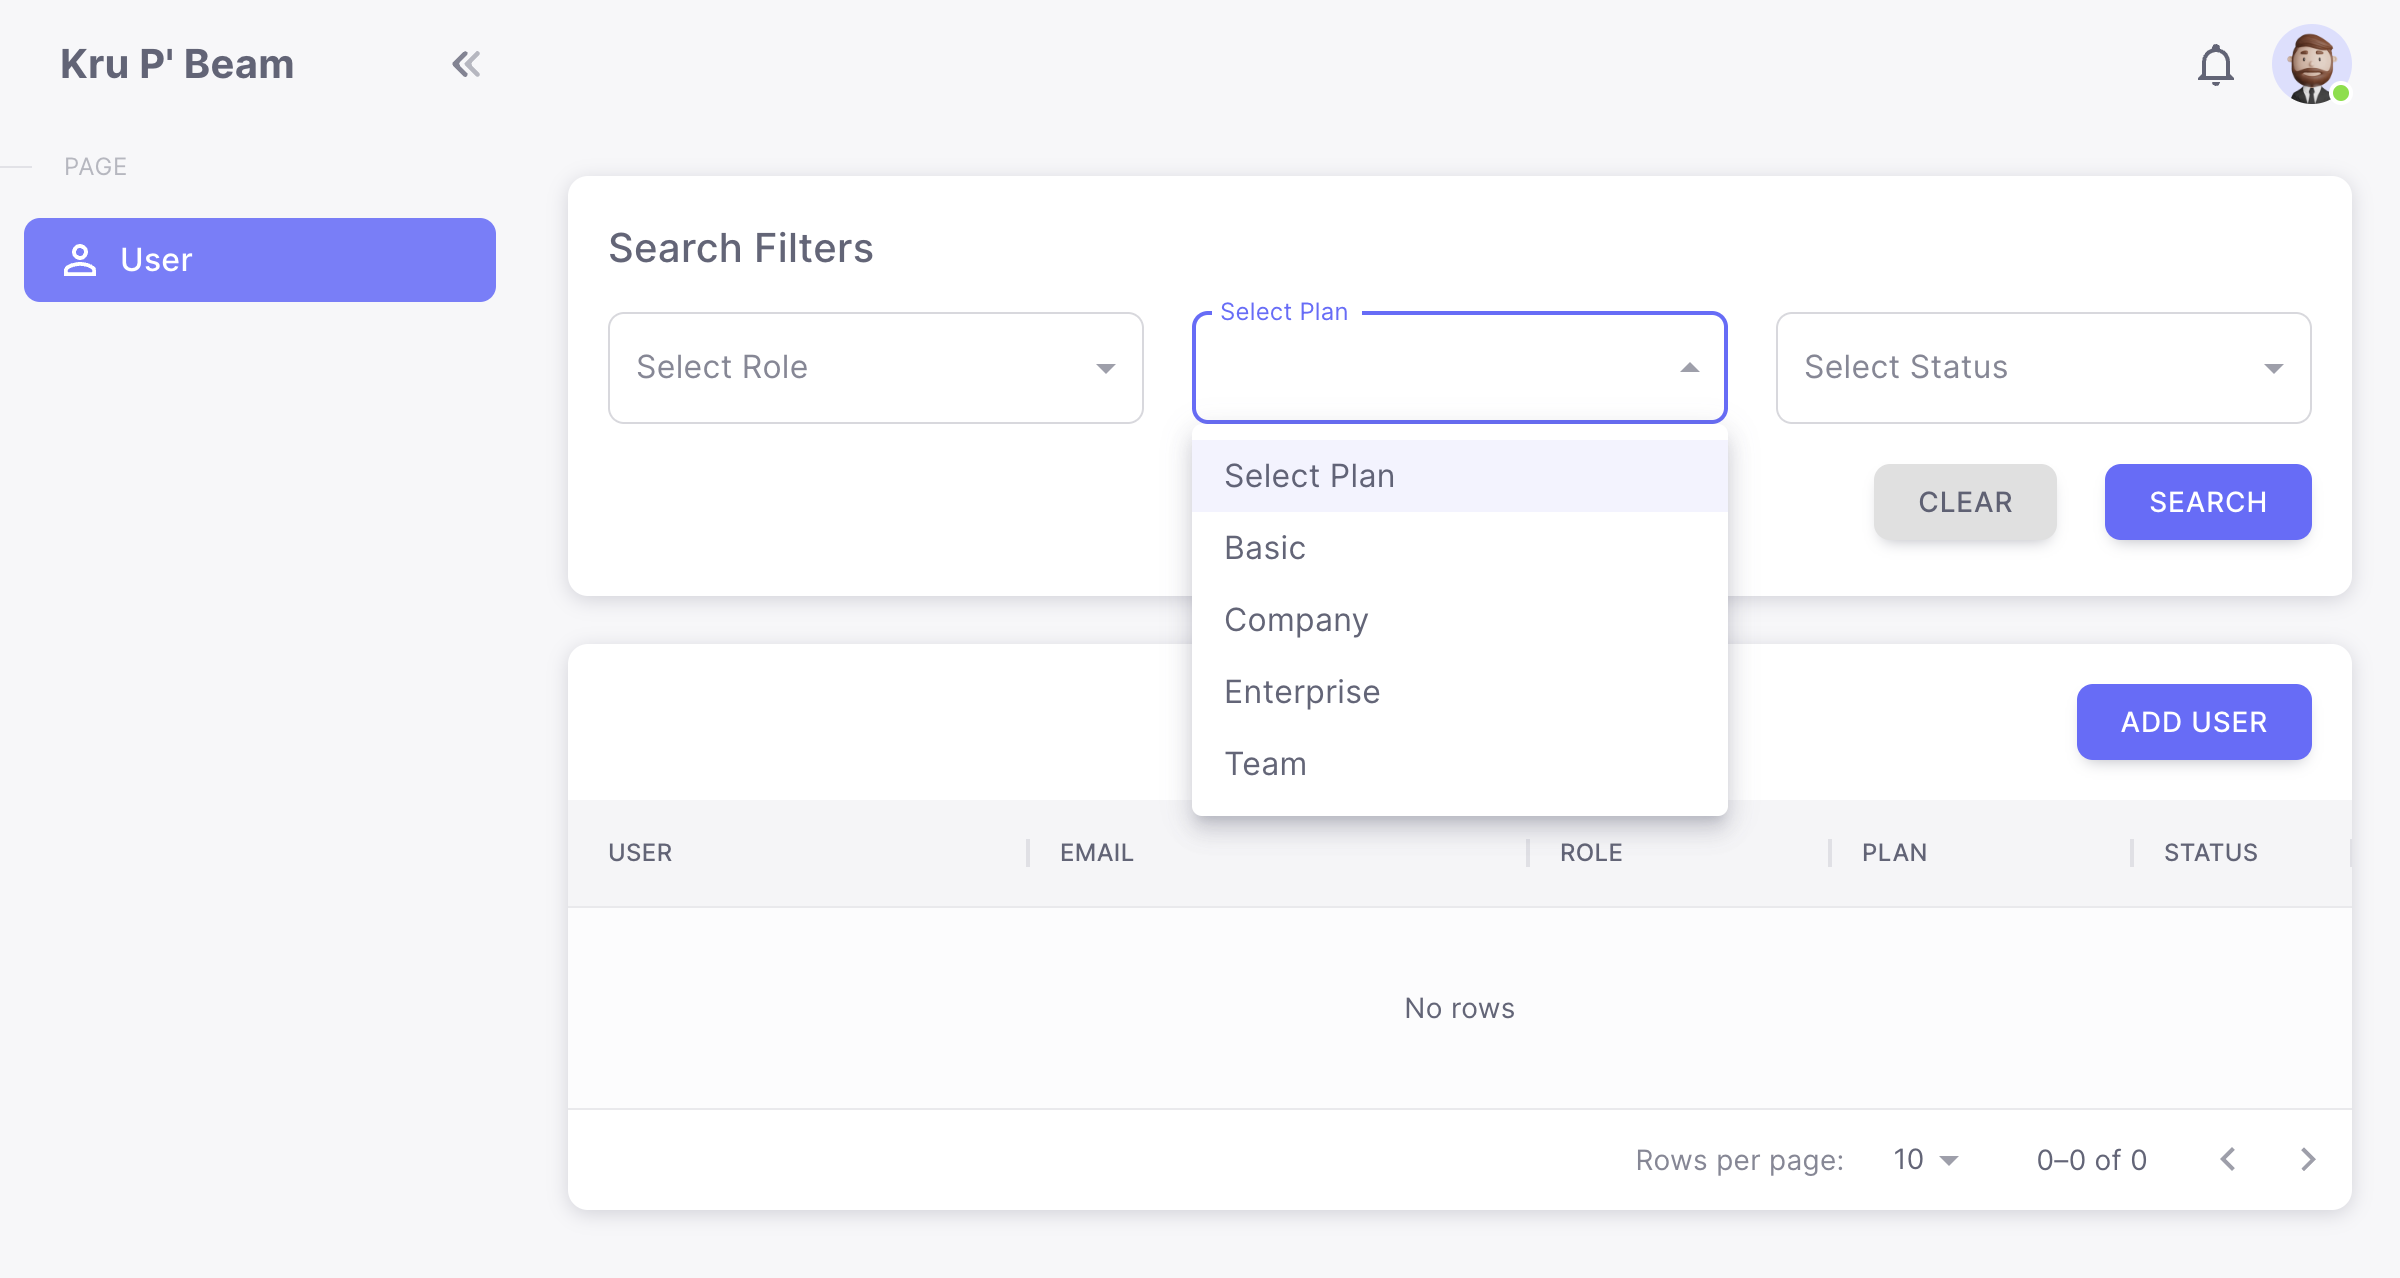 Kru P' Beam
PAGE
User
Search Filters
Select Role
Select Plan
Select Status
Select Plan
Basic
Company
Enterprise
Team
CLEAR
SEARCH
ADD USER
USER
EMAIL
ROLE
PLAN
STATUS
No rows
Rows per page:
10
0–0 of 0